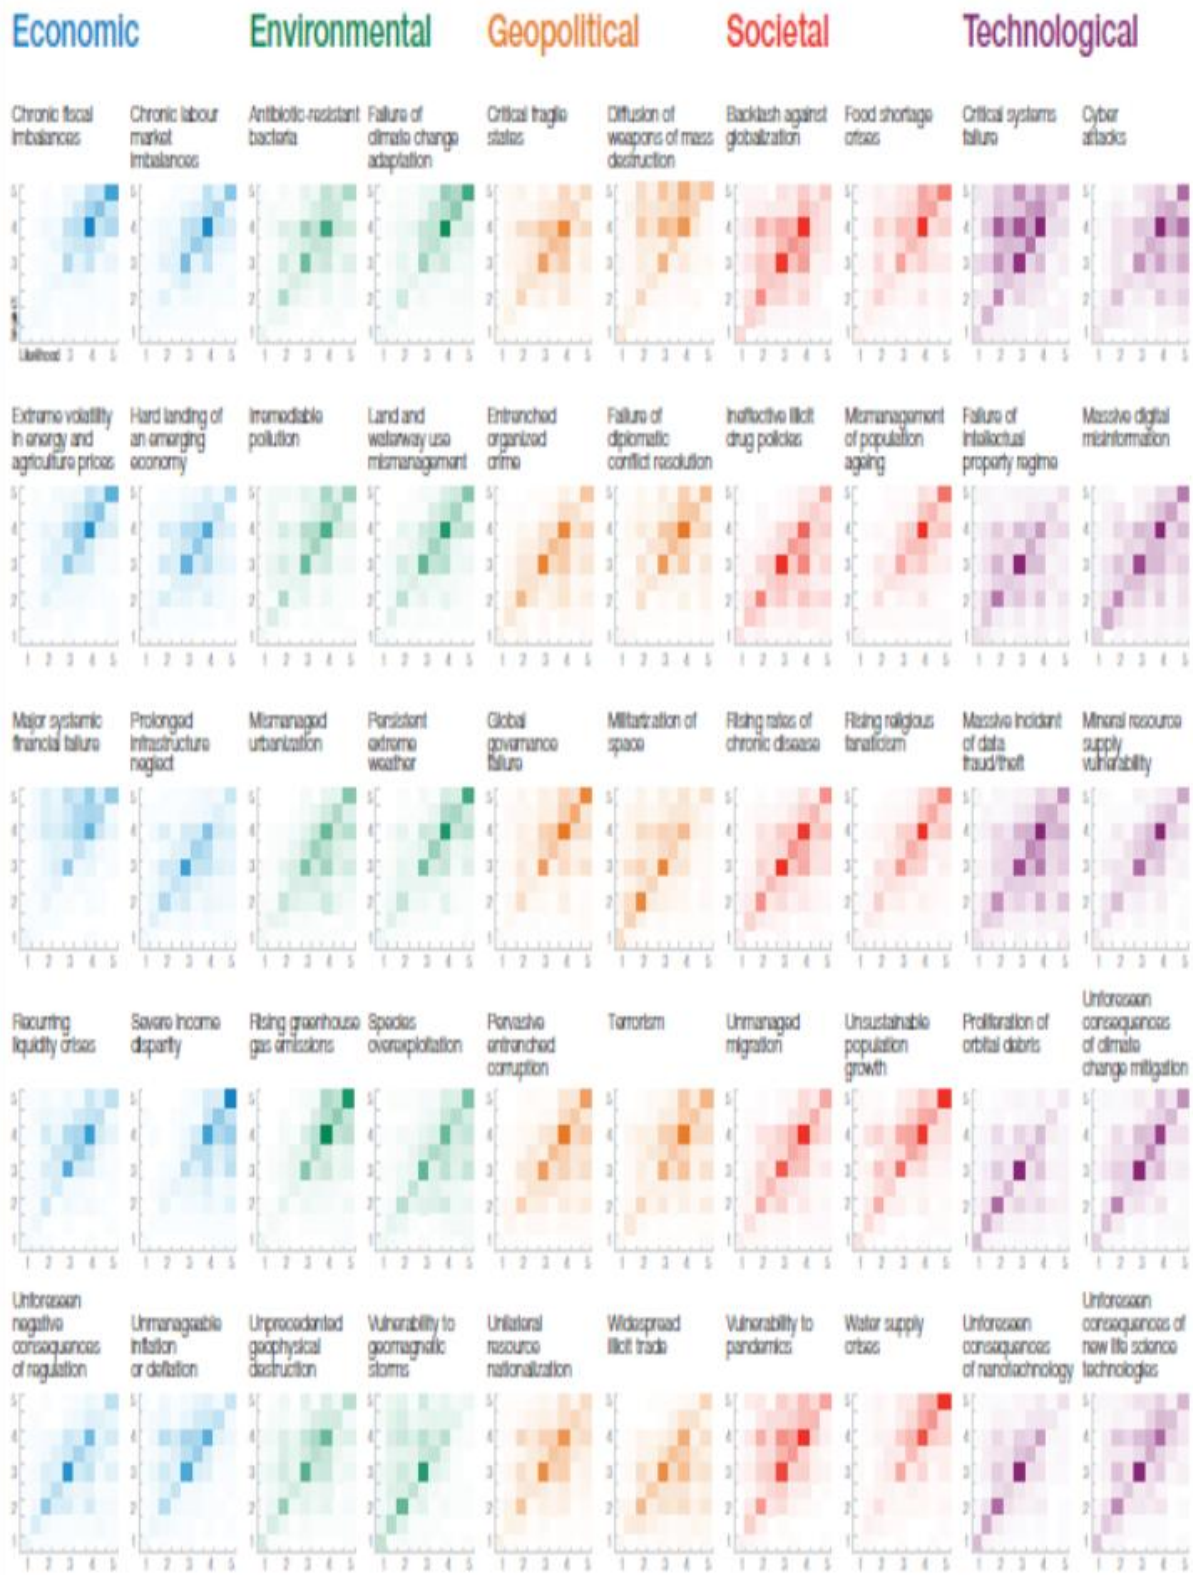 Economic
Environmental
Geopolitical
Societal
Technological
Chronic fiscal
imbalances
Chronic labour
market
imbalances
Antibiotic-resistant
bacteria
Failure of
climate change
adaptation
Critical fragile
states
Diffusion of
weapons of mass
destruction
Backlash against
globalization
Food shortage
crises
Critical systems
failure
Cyber
attacks
Likelihood
Extreme volatility
in energy and
agriculture prices
Hard landing of
an emerging
economy
Irremediable
pollution
Land and
waterway use
mismanagement
Entrenched
organized
crime
Failure of
diplomatic
conflict resolution
Ineffective illicit
drug policies
Mismanagement
of population
ageing
Failure of
intellectual
property regime
Massive digital
misinformation
Major systemic
financial failure
Prolonged
infrastructure
neglect
Mismanaged
urbanization
Persistent
extreme
weather
Global
governance
failure
Militarization of
space
Rising rates of
chronic disease
Rising religious
fanaticism
Massive incident
of data
fraud/theft
Mineral resource
supply
vulnerability
Recurring
liquidity crises
Severe income
disparity
Rising greenhouse
gas emissions
Species
overexploitation
Pervasive
entrenched
corruption
Terrorism
Unmanaged
migration
Unsustainable
population
growth
Proliferation of
orbital debris
Unforeseen
consequences
of climate
change mitigation
Unforeseen
negative
consequences
of regulation
Unmanageable
inflation
or deflation
Unprecedented
geophysical
destruction
Vulnerability to
geomagnetic
storms
Unilateral
resource
nationalization
Widespread
illicit trade
Vulnerability to
pandemics
Water supply
crises
Unforeseen
consequences
of nanotechnology
Unforeseen
consequences of
new life science
technologies